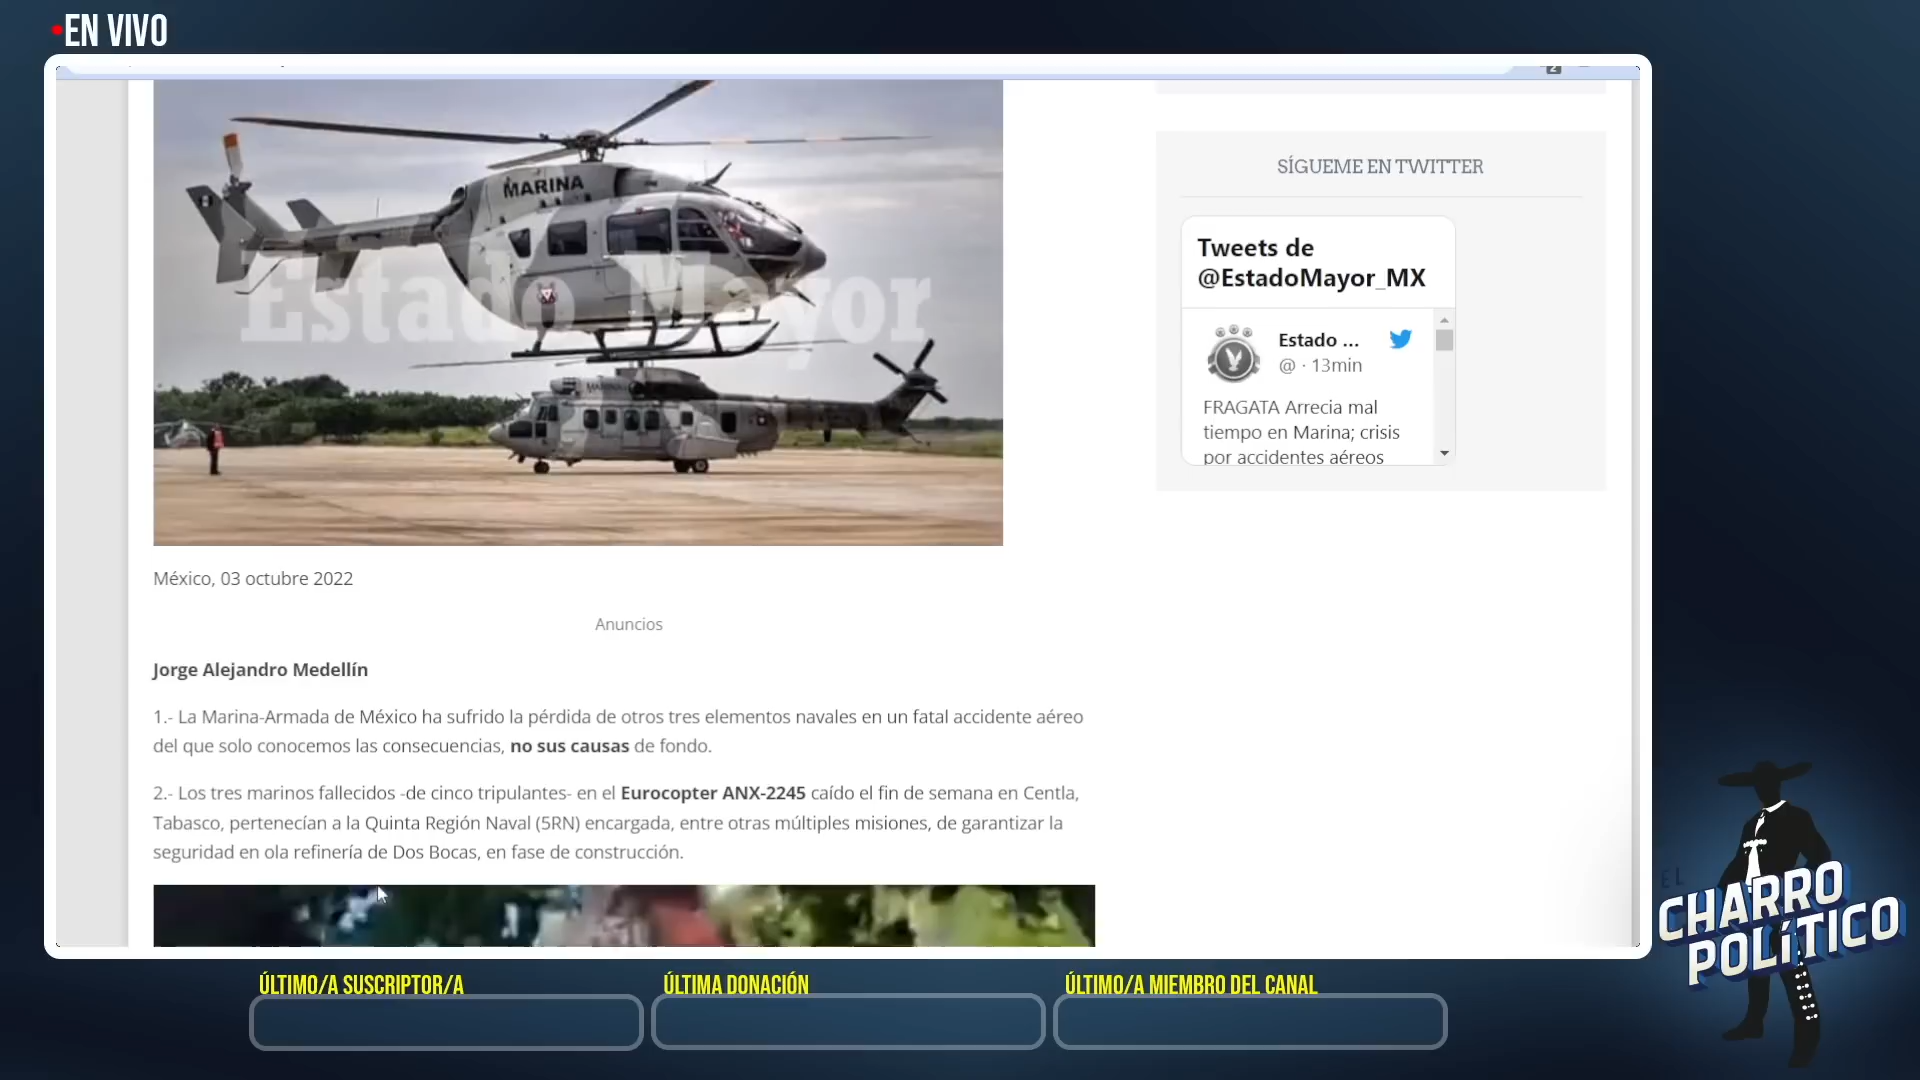 EN VIVO
2
MARINA
Estado Mayor
MARINA
SÍGUEME EN TWITTER
Tweets de
@EstadoMayor_MX
Estado ...
@ · 13min
FRAGATA Arrecia mal
tiempo en Marina; crisis
por accidentes aéreos
México, 03 octubre 2022
Anuncios
Jorge Alejandro Medellín
1.- La Marina-Armada de México ha sufrido la pérdida de otros tres elementos navales en un fatal accidente aéreo
del que solo conocemos las consecuencias, no sus causas de fondo.
2.- Los tres marinos fallecidos -de cinco tripulantes- en el Eurocopter ANX-2245 caído el fin de semana en Centla,
Tabasco, pertenecían a la Quinta Región Naval (5RN) encargada, entre otras múltiples misiones, de garantizar la
seguridad en ola refinería de Dos Bocas, en fase de construcción.
EL
CHARRO
POLÍTICO
ÚLTIMO/A SUSCRIPTOR/A
ÚLTIMA DONACIÓN
ÚLTIMO/A MIEMBRO DEL CANAL